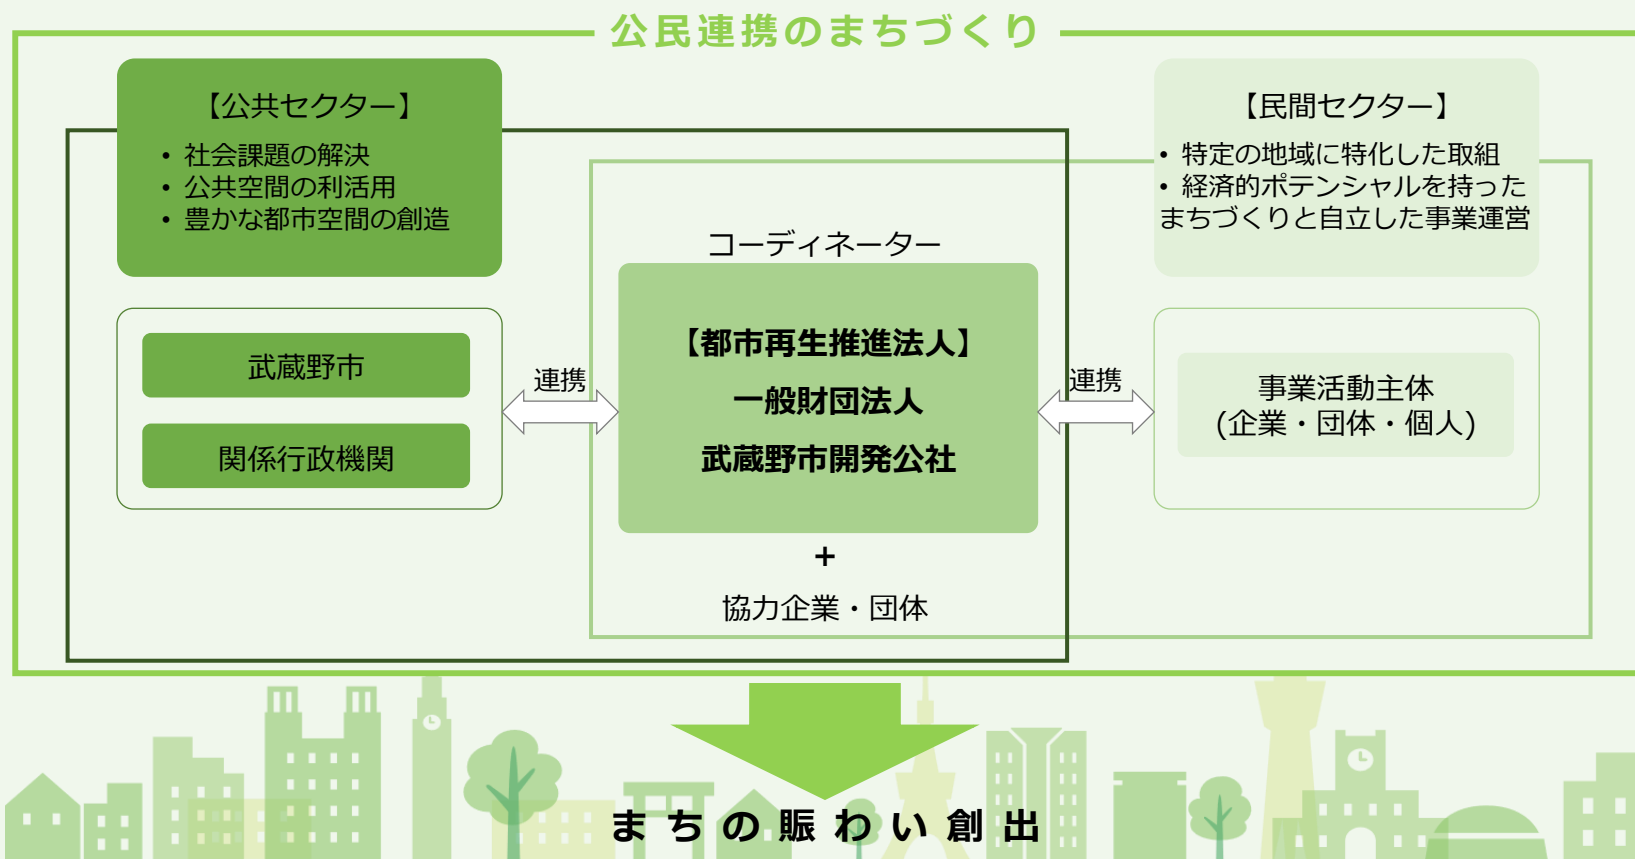 公民連携のまちづくり
【公共セクター】
• 社会課題の解決
• 公共空間の利活用
• 豊かな都市空間の創造
武蔵野市
関係行政機関
連携
コーディネーター
【都市再生推進法人】
一般財団法人
武蔵野市開発公社
+
協力企業・団体
連携
【民間セクター】
• 特定の地域に特化した取組
• 経済的ポテンシャルを持った
まちづくりと自立した事業運営
事業活動主体
(企業・団体・個人)
まちの賑わい創出